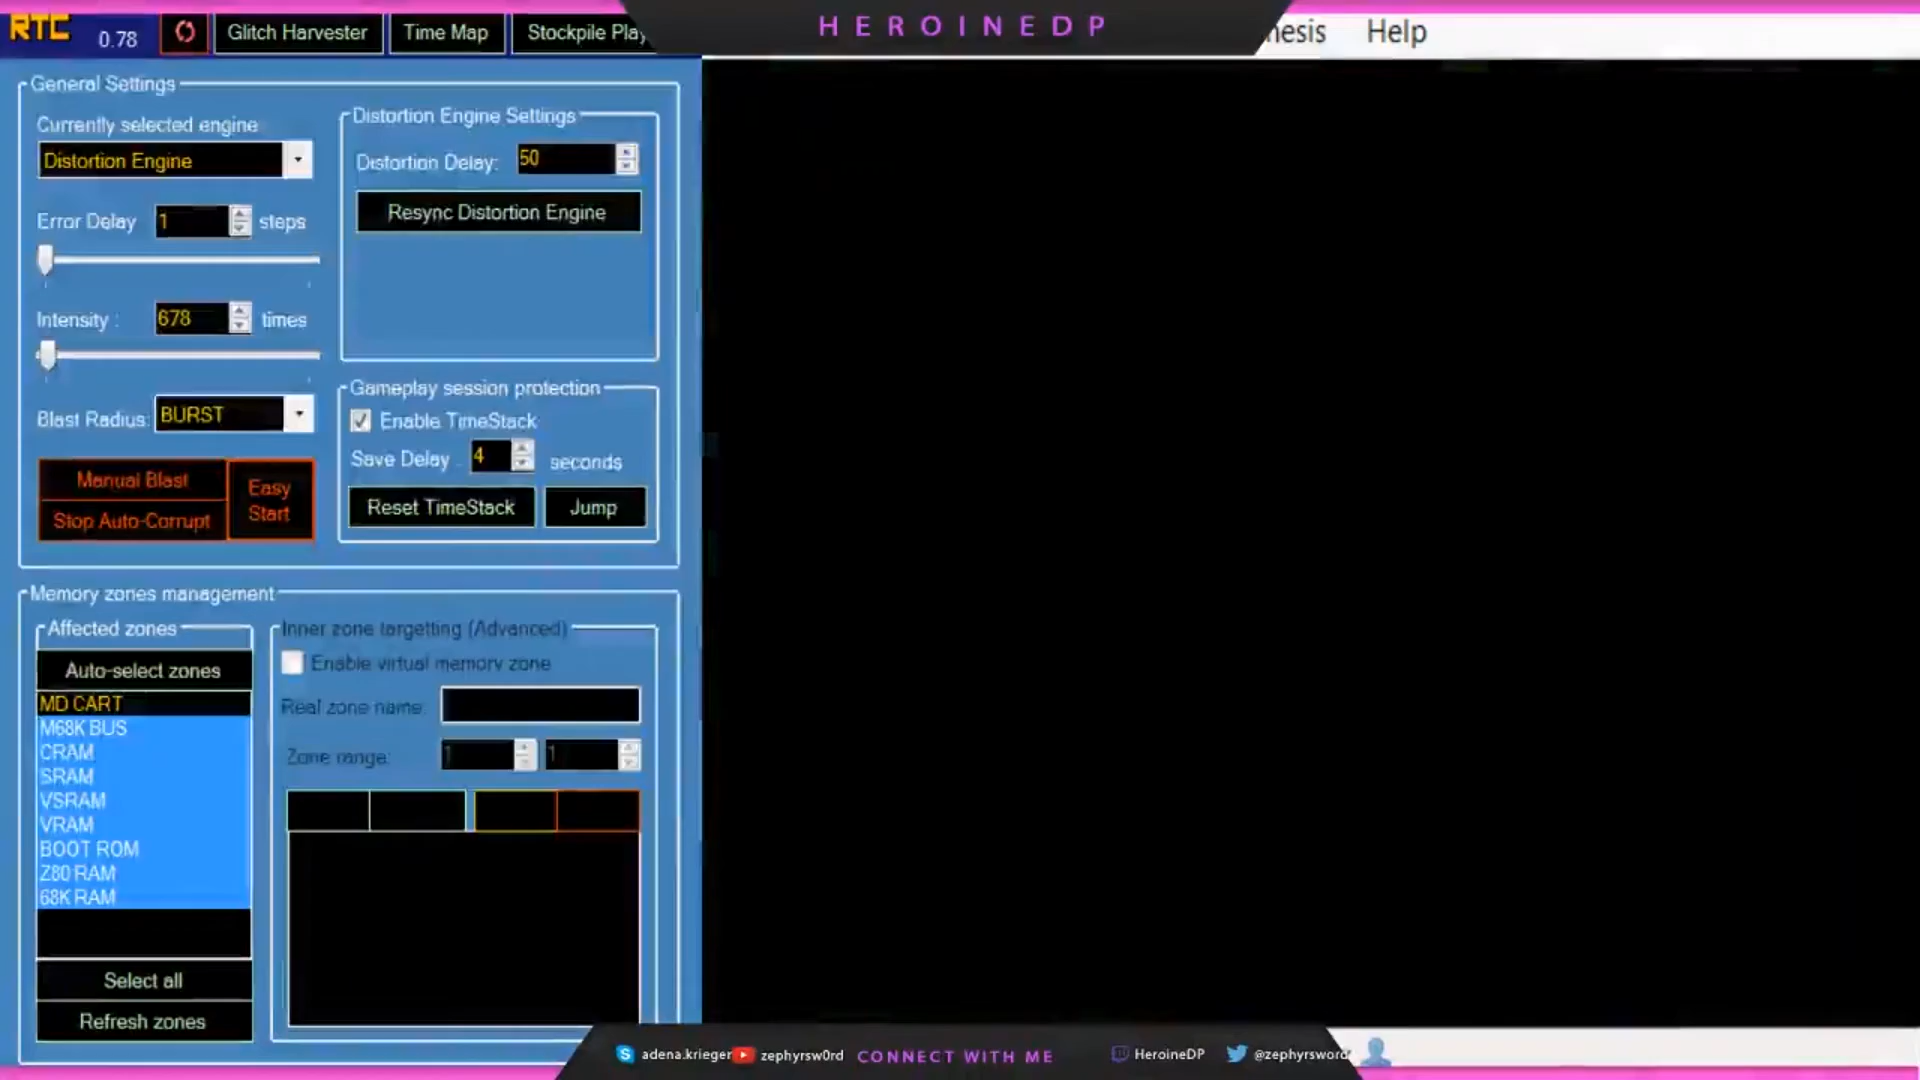 RTC 0.78 Glitch Harvester Time Map Stockpile Play
HEROINEDP
nesis Help
General Settings
Currently selected engine
Distortion Engine
Error Delay 1 steps
Intensity : 678 times
Blast Radius: BURST
Manual Blast
Stop Auto-Corrupt
Easy
Start
Distortion Engine Settings
Distortion Delay: 50
Resync Distortion Engine
Gameplay session protection
Enable TimeStack
Save Delay : 4 seconds
Reset TimeStack Jump
Memory zones management
Affected zones
Auto-select zones
MD CART
M68K BUS
CRAM
SRAM
VSRAM
VRAM
BOOT ROM
Z80 RAM
68K RAM
Select all
Refresh zones
Inner zone targetting (Advanced)
Enable virtual memory zone
Real zone name:
Zone range: 1 1
adena.krieger zephyrsw0rd CONNECT WITH ME HeroineDP @zephyrsword